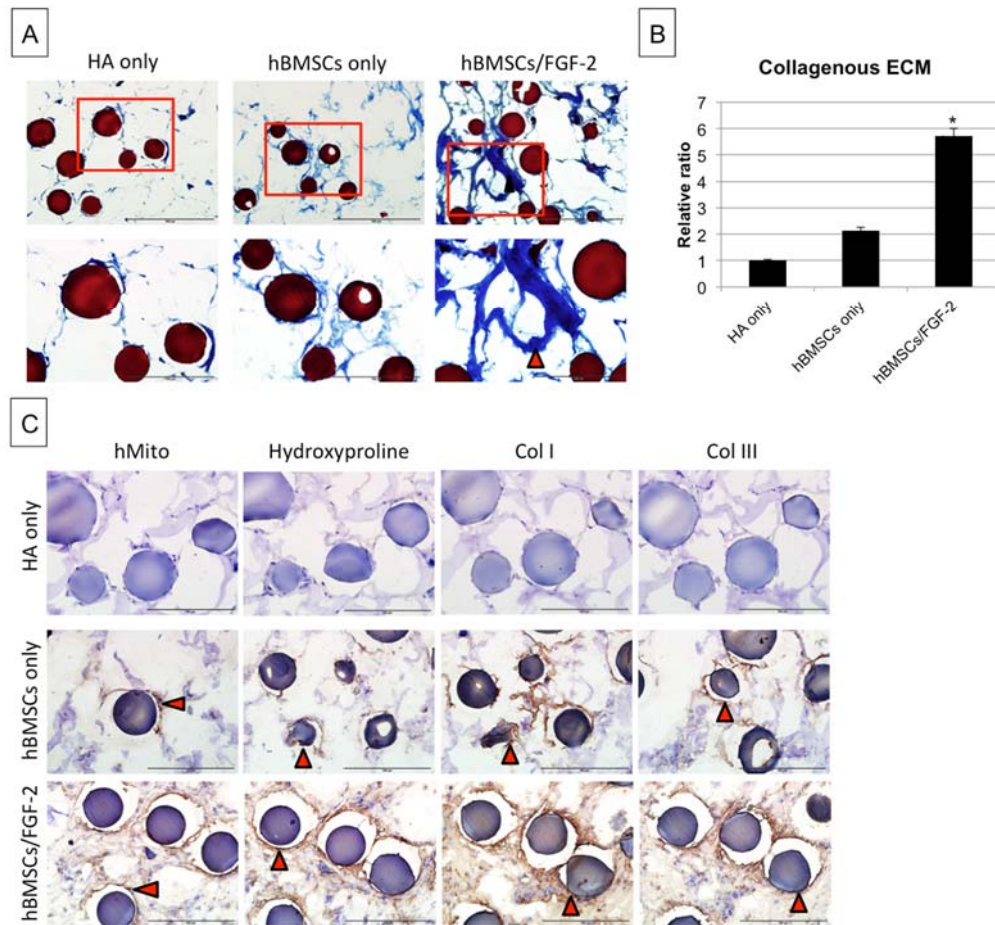 A
HA only
hBMSCs only
hBMSCs/FGF-2
B
Collagenous ECM
Relative ratio
7
6
5
4
3
2
1
0
*
HA only
hBMSCs only
hBMSCs/FGF-2
C
hMito
Hydroxyproline
Col I
Col III
HA only
hBMSCs only
hBMSCs/FGF-2